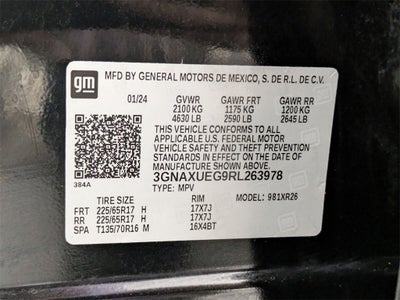 gm
MFD BY GENERAL MOTORS DE MEXICO, S. DE R.L. DE C.V.
01/24 GVWR GAWR FRT GAWR RR
2100 KG 1175 KG 1200 KG
4630 LB 2590 LB 2645 LB
THIS VEHICLE CONFORMS TO ALL
APPLICABLE U.S. FEDERAL MOTOR
VEHICLE SAFETY AND THEFT PREVENTION
STANDARDS IN EFFECT ON THE DATE OF
MANUFACTURE SHOWN ABOVE.
3GNAXUEG9RL263978
384A TYPE: MPV MODEL: 981XR26
TIRE SIZE RIM
FRT 225/65R17 H 17X7J
RR 225/65R17 H 17X7J
SPA T135/70R16 M 16X4BT